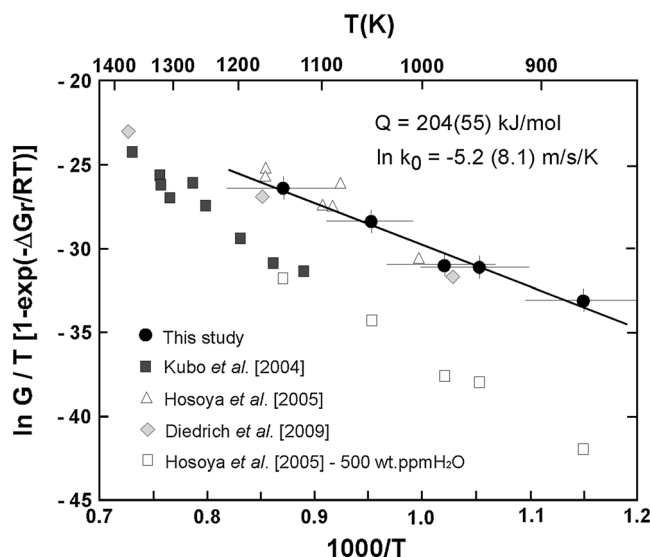 T(K)
1400 1300 1200 1100 1000 900
-20
-25
-30
-35
-40
-45
ln G / T [1-exp(-ΔGr/RT)]
Q = 204(55) kJ/mol
ln k₀ = -5.2 (8.1) m/s/K
This study
Kubo et al. [2004]
Hosoya et al. [2005]
Diedrich et al. [2009]
Hosoya et al. [2005] - 500 wt.ppmH₂O
0.7 0.8 0.9 1.0 1.1 1.2
1000/T